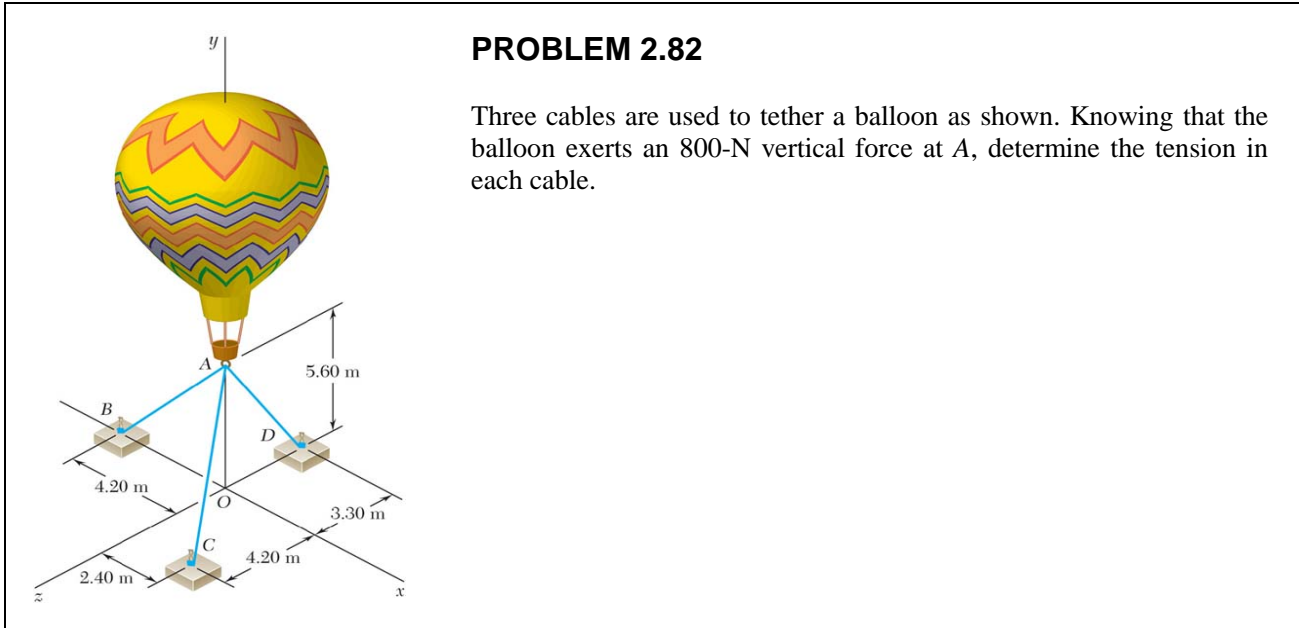 y
PROBLEM 2.82
Three cables are used to tether a balloon as shown. Knowing that the
balloon exerts an 800-N vertical force at A, determine the tension in
each cable.
A
5.60 m
B
D
4.20 m
O
3.30 m
C
4.20 m
2.40 m
z
x